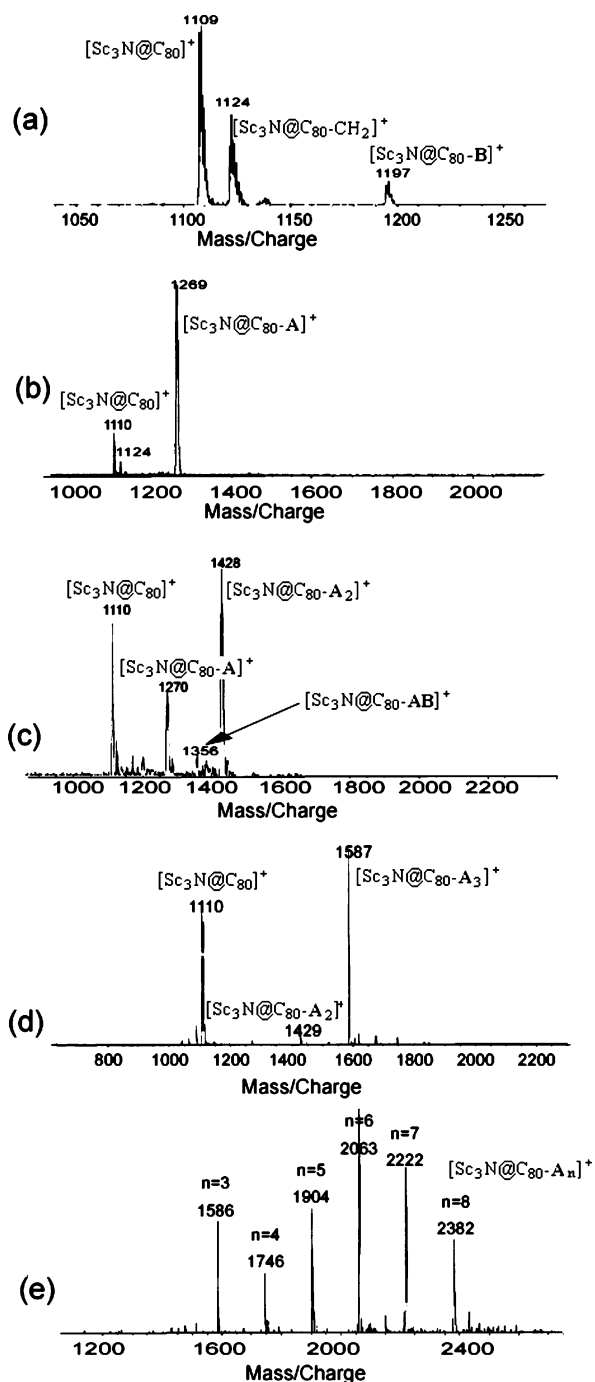 1109
[Sc₃N@C₈₀]⁺
1124
[Sc₃N@C₈₀-CH₂]⁺
(a)
[Sc₃N@C₈₀-B]⁺
1197
1050 1100 1150 1200 1250
Mass/Charge
1269
[Sc₃N@C₈₀-A]⁺
(b)
[Sc₃N@C₈₀]⁺
1110
1124
1000 1200 1400 1600 1800 2000
Mass/Charge
1428
[Sc₃N@C₈₀]⁺
[Sc₃N@C₈₀-A₂]⁺
1110
[Sc₃N@C₈₀-A]⁺
1270
[Sc₃N@C₈₀-AB]⁺
(c)
1356
1000 1200 1400 1600 1800 2000 2200
Mass/Charge
1587
[Sc₃N@C₈₀]⁺
[Sc₃N@C₈₀-A₃]⁺
1110
[Sc₃N@C₈₀-A₂]⁺
(d)
1429
800 1000 1200 1400 1600 1800 2000 2200
Mass/Charge
n=6
2063
n=7
2222
[Sc₃N@C₈₀-Aₙ]⁺
n=5
1904
n=3
1586
n=8
2382
n=4
1746
(e)
1200 1600 2000 2400
Mass/Charge